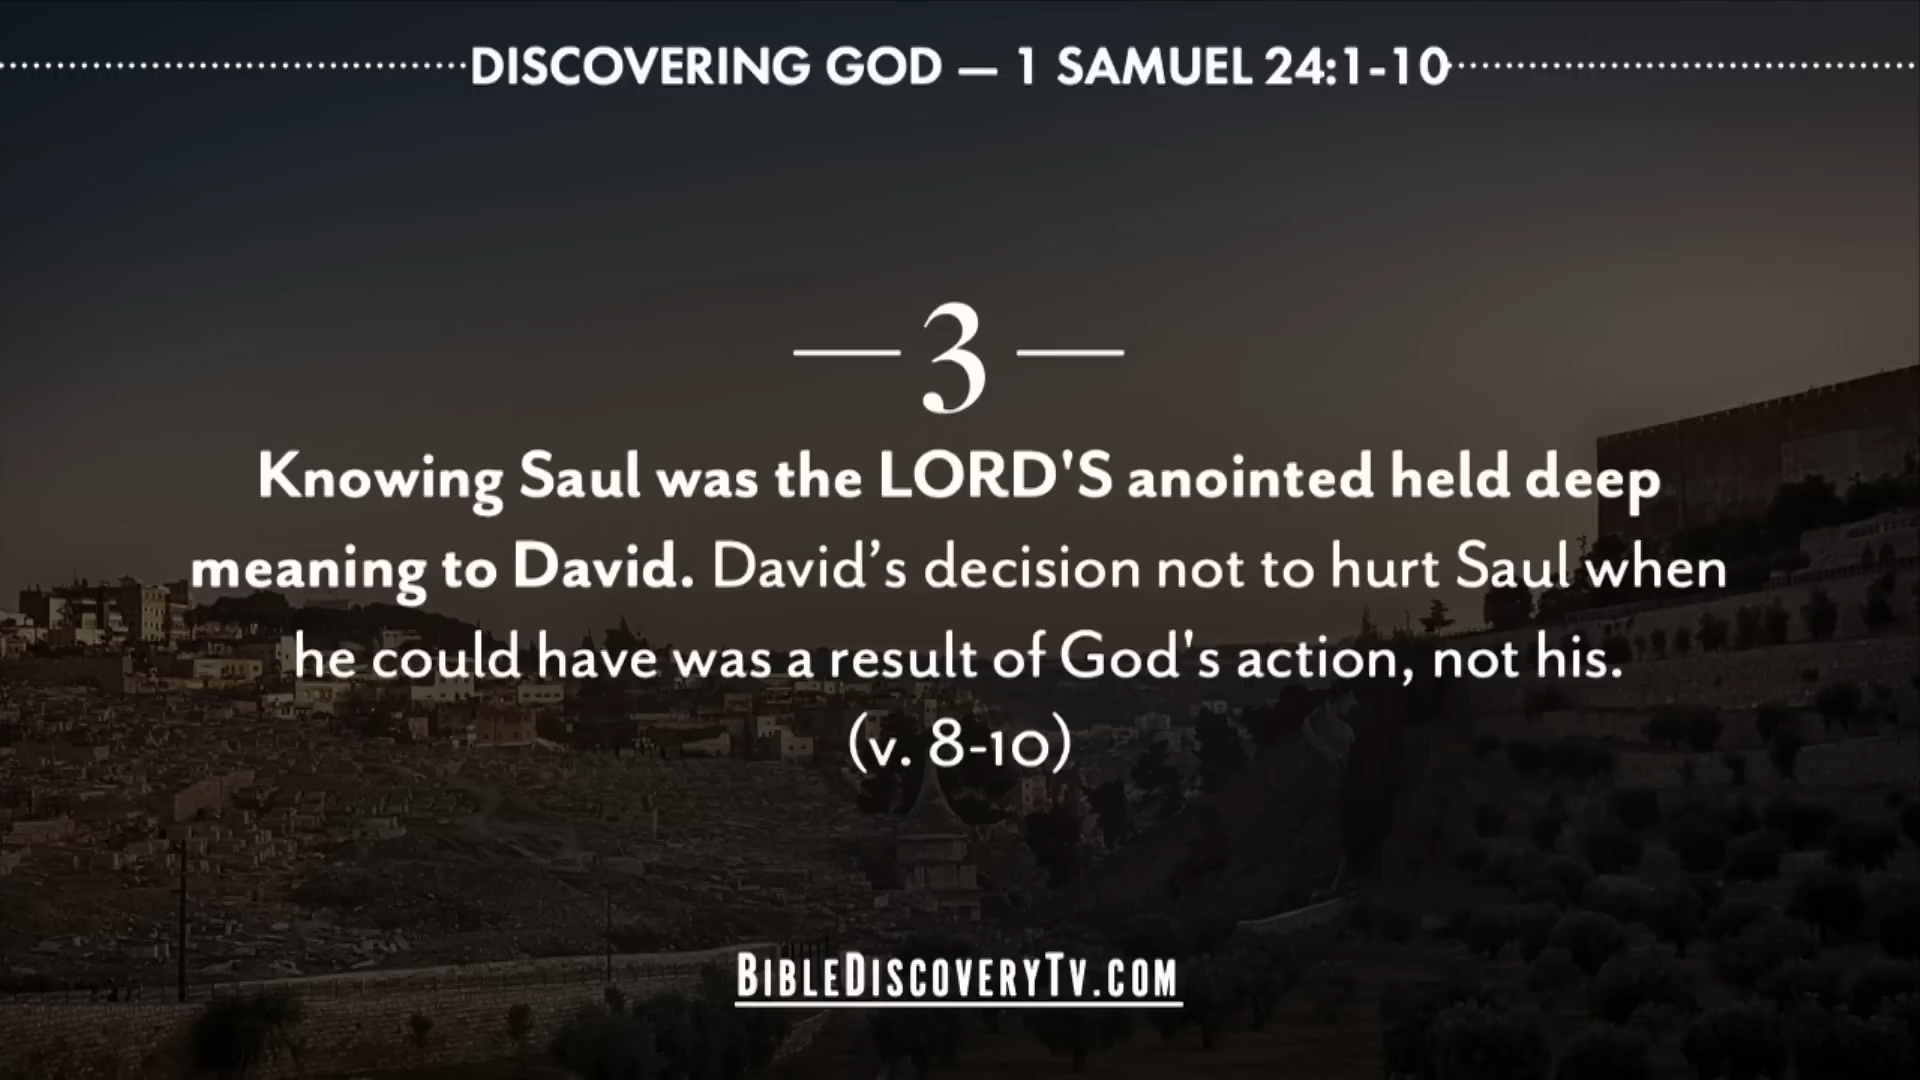 DISCOVERING GOD — 1 SAMUEL 24:1-10
— 3 —
Knowing Saul was the LORD'S anointed held deep
meaning to David. David’s decision not to hurt Saul when
he could have was a result of God's action, not his.
(v. 8-10)
BIBLEDISCOVERYTV.COM